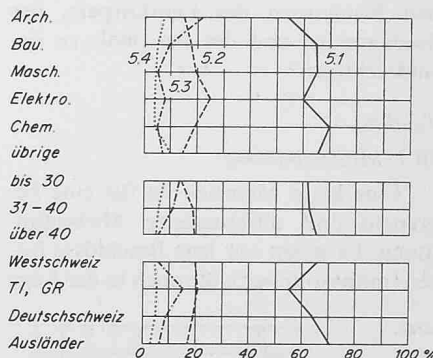 Arch.
Bau.
5.4 5.2 5.1
Masch.
5.3
Elektro.
Chem.
übrige
bis 30
31-40
über 40
Westschweiz
TI, GR
Deutschschweiz
Ausländer
0 20 40 60 80 100 %